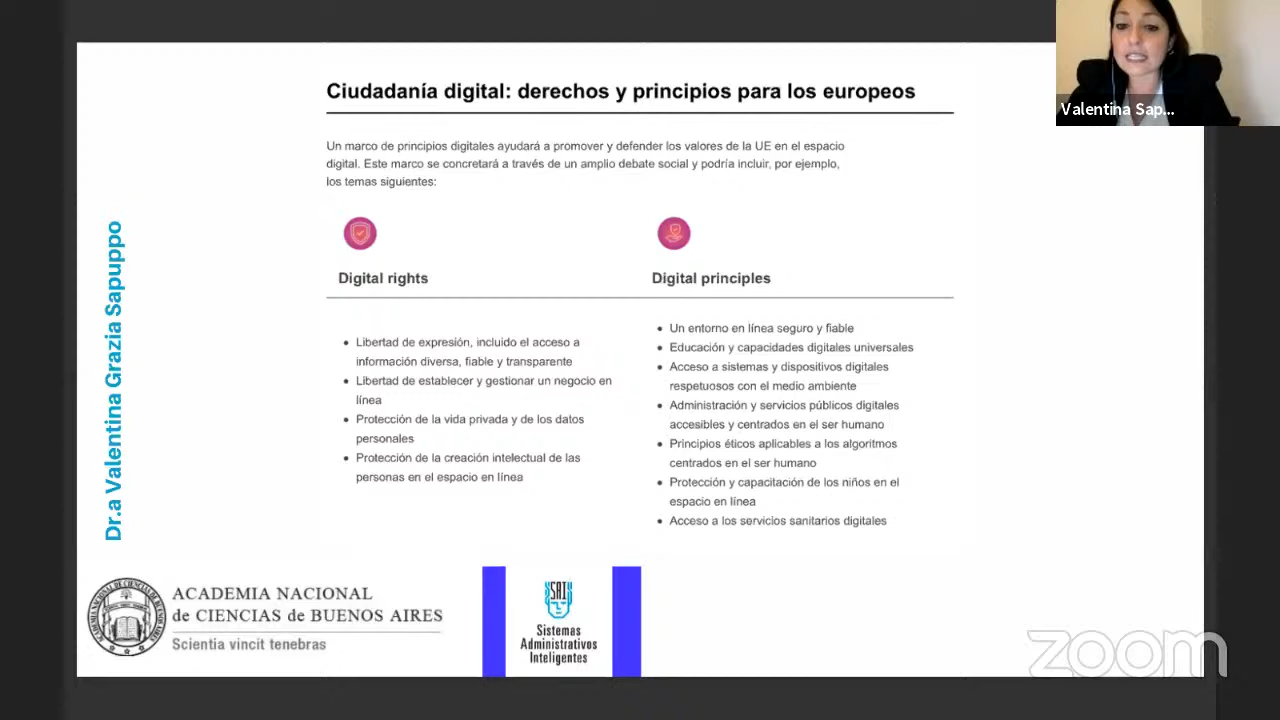 Ciudadanía digital: derechos y principios para los europeos
Un marco de principios digitales ayudará a promover y defender los valores de la UE en el espacio
digital. Este marco se concretará a través de un amplio debate social y podría incluir, por ejemplo,
los temas siguientes:
Digital rights
Libertad de expresión, incluido el acceso a
información diversa, fiable y transparente
Libertad de establecer y gestionar un negocio en
línea
Protección de la vida privada y de los datos
personales
Protección de la creación intelectual de las
personas en el espacio en línea
Digital principles
Un entorno en línea seguro y fiable
Educación y capacidades digitales universales
Acceso a sistemas y dispositivos digitales
respetuosos con el medio ambiente
Administración y servicios públicos digitales
accesibles y centrados en el ser humano
Principios éticos aplicables a los algoritmos
centrados en el ser humano
Protección y capacitación de los niños en el
espacio en línea
Acceso a los servicios sanitarios digitales
Dr.a Valentina Grazia Sapuppo
Valentina Sap...
ACADEMIA NACIONAL
de CIENCIAS de BUENOS AIRES
Scientia vincit tenebras
SAI
Sistemas
Administrativos
Inteligentes
zoom